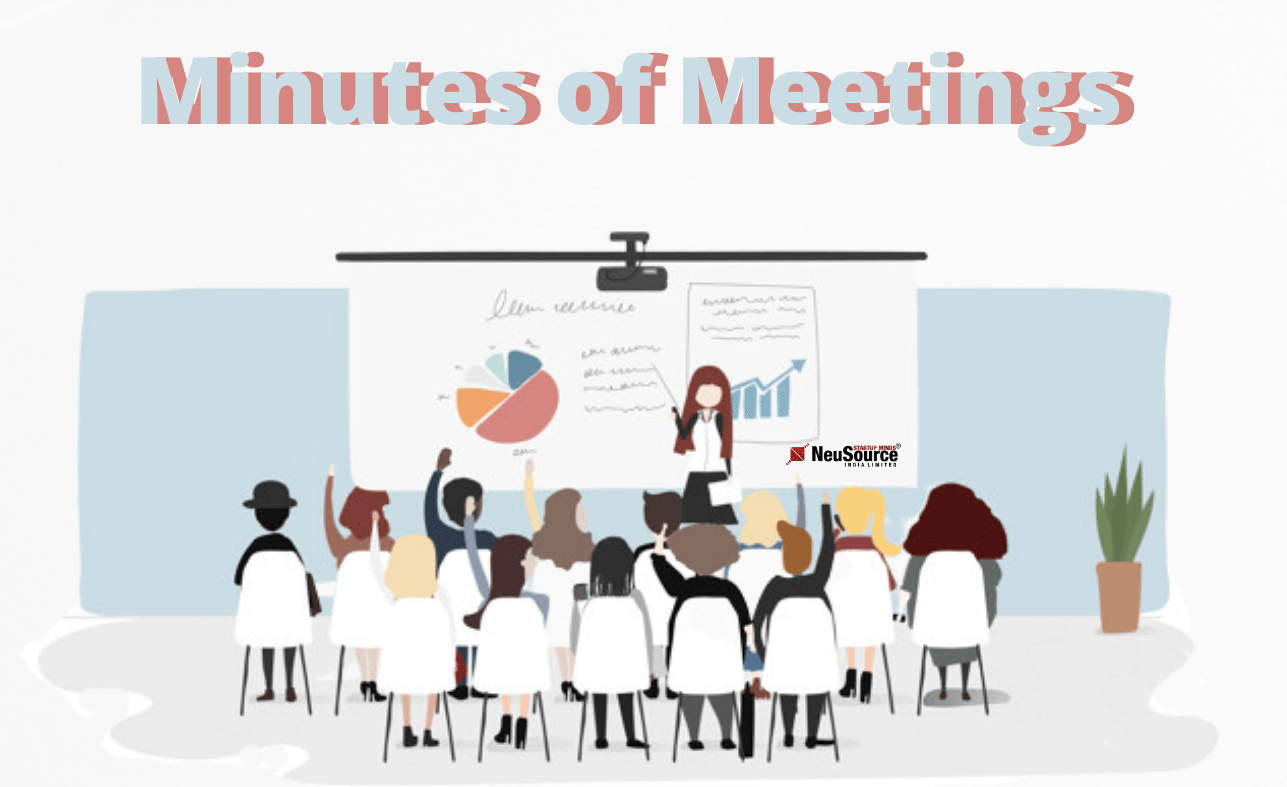 Minutes of Meetings
STARTUP MINDS®
NeuSource
INDIA LIMITED